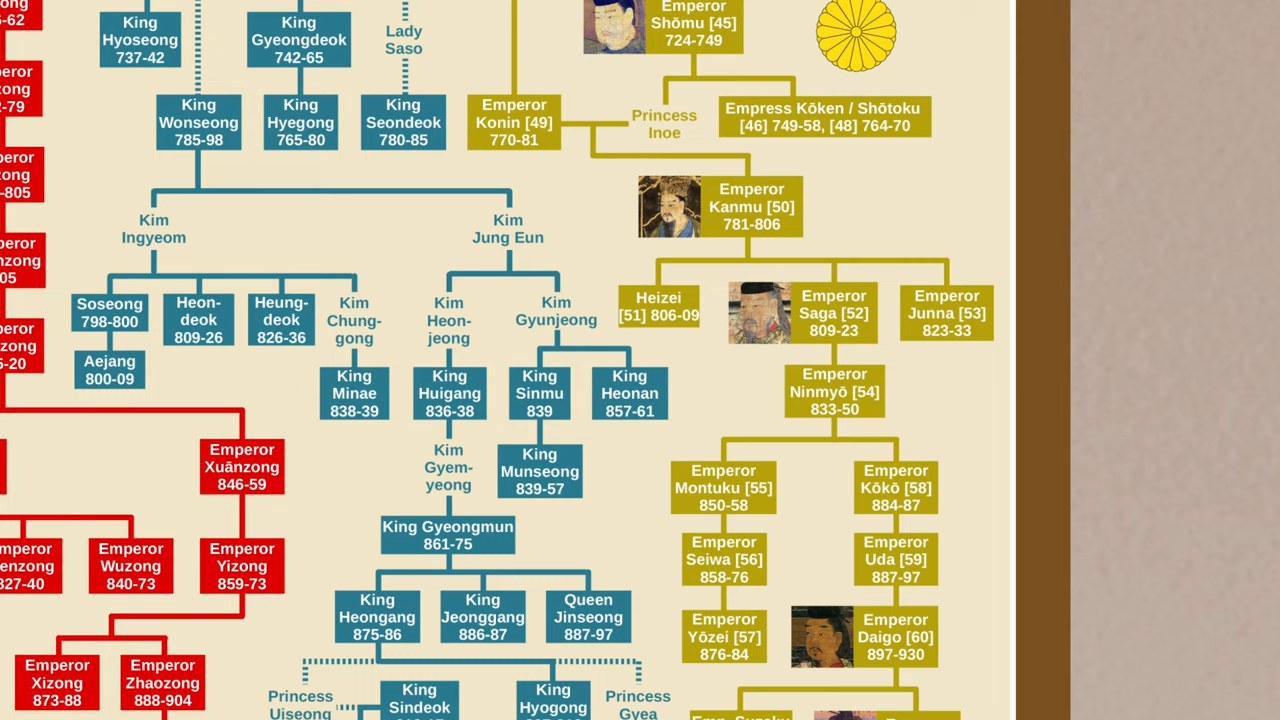 King
Hyoseong
737-42
King
Gyeongdeok
742-65
Lady
Saso
Emperor
Shōmu [45]
724-749
King
Wonseong
785-98
King
Hyegong
765-80
King
Seondeok
780-85
Emperor
Konin [49]
770-81
Princess
Inoe
Empress Kōken / Shōtoku
[46] 749-58, [48] 764-70
Emperor
Kanmu [50]
781-806
Kim
Ingyeom
Kim
Jung Eun
Soseong
798-800
Heon-
deok
809-26
Heung-
deok
826-36
Kim
Chung-
gong
Kim
Heon-
jeong
Kim
Gyunjeong
Heizei
[51] 806-09
Emperor
Saga [52]
809-23
Emperor
Junna [53]
823-33
Aejang
800-09
King
Minae
838-39
King
Huigang
836-38
King
Sinmu
839
King
Heonan
857-61
Emperor
Ninmyō [54]
833-50
Emperor
Xuānzong
846-59
Kim
Gyem-
yeong
King
Munseong
839-57
Emperor
Montuku [55]
850-58
Emperor
Kōkō [58]
884-87
King Gyeongmun
861-75
Emperor
Wuzong
840-73
Emperor
Yizong
859-73
Emperor
Seiwa [56]
858-76
Emperor
Uda [59]
887-97
King
Heongang
875-86
King
Jeonggang
886-87
Queen
Jinseong
887-97
Emperor
Yōzei [57]
876-84
Emperor
Daigo [60]
897-930
Emperor
Xizong
873-88
Emperor
Zhaozong
888-904
Princess
Uiseong
King
Sindeok
King
Hyogong
Princess
Gyea